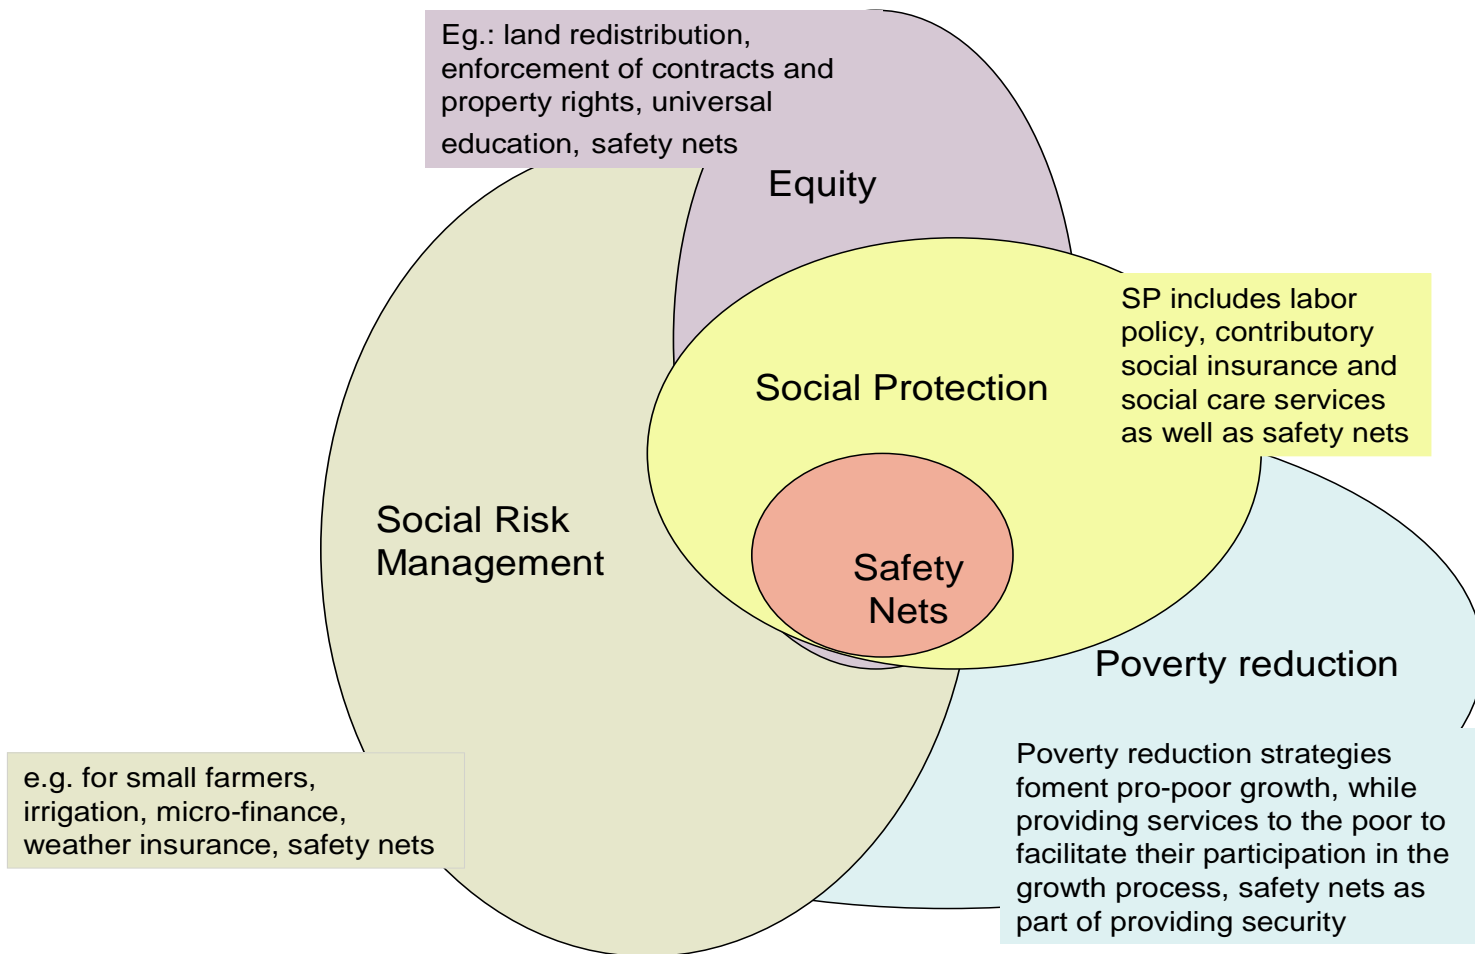 Eg.: land redistribution,
enforcement of contracts and
property rights, universal
education, safety nets
Equity
SP includes labor
policy, contributory
social insurance and
social care services
as well as safety nets
Social Protection
Social Risk
Management
Safety
Nets
Poverty reduction
e.g. for small farmers,
irrigation, micro-finance,
weather insurance, safety nets
Poverty reduction strategies
foment pro-poor growth, while
providing services to the poor to
facilitate their participation in the
growth process, safety nets as
part of providing security